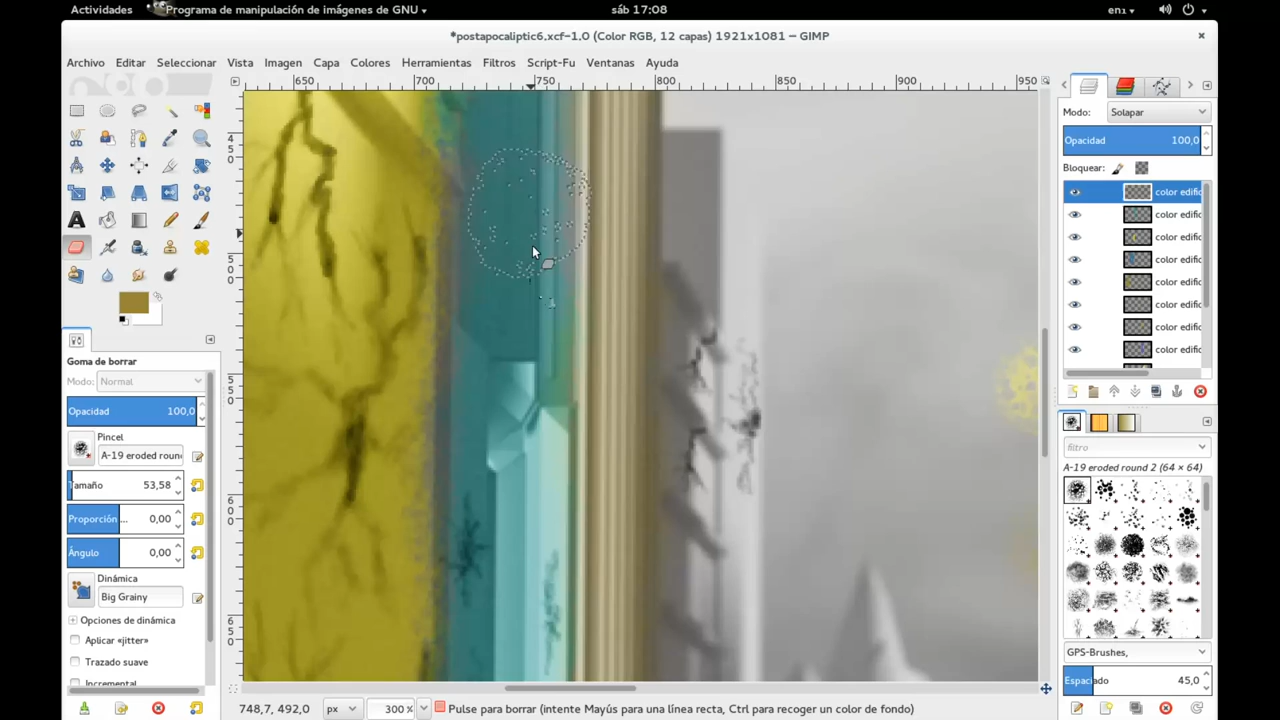 Actividades Programa de manipulación de imágenes de GNU sáb 17:08 en₁
*postapocaliptic6.xcf-1.0 (Color RGB, 12 capas) 1921x1081 – GIMP ×
Archivo Editar Seleccionar Vista Imagen Capa Colores Herramientas Filtros Script-Fu Ventanas Ayuda
650 700 750 800 850 900 950
450
500
550
600
650
Modo: Solapar
Opacidad 100,0
Bloquear:
color edific
color edific
color edific
color edific
color edific
color edific
color edific
color edific
Goma de borrar
Modo: Normal
Opacidad 100,0
Pincel
A-19 eroded roun
Tamaño 53,58
Proporción... 0,00
Ángulo 0,00
Dinámica
Big Grainy
Opciones de dinámica
Aplicar «jitter»
Trazado suave
Incremental
filtro
A-19 eroded round 2 (64 × 64)
GPS-Brushes,
Espaciado 45,0
748,7, 492,0 px 300 % Pulse para borrar (intente Mayús para una línea recta, Ctrl para recoger un color de fondo)